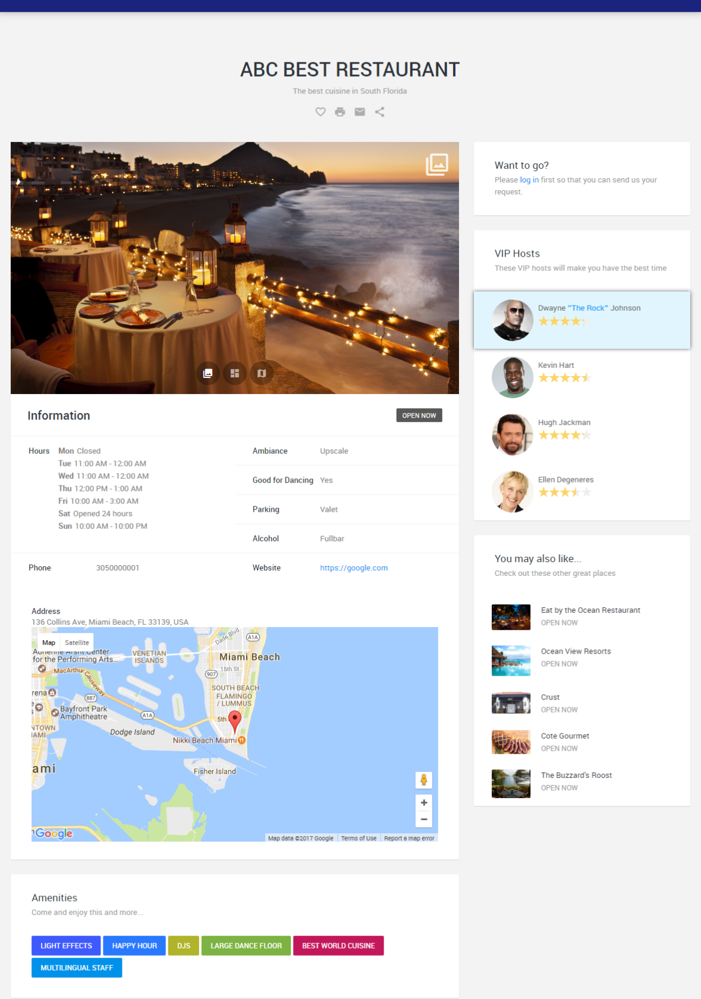 ABC BEST RESTAURANT
The best cuisine in South Florida
Information
OPEN NOW
Hours
Mon Closed
Tue 11:00 AM - 12:00 AM
Wed 11:00 AM - 12:00 AM
Thu 12:00 PM - 1:00 AM
Fri 10:00 AM - 3:00 AM
Sat Opened 24 hours
Sun 10:00 AM - 10:00 PM
Ambiance Upscale
Good for Dancing Yes
Parking Valet
Alcohol Fullbar
Phone 3050000001
Website https://google.com
Address
136 Collins Ave, Miami Beach, FL 33139, USA
Map Satellite
Adrienne Arsht Center
for the Performing Arts...
VENETIAN
ISLANDS
Dade Blvd
A1A
Miami Beach
15th St
907
MacArthur Causeway
SOUTH BEACH
FLAMINGO
/ LUMMUS
rena
887
Bayfront Park
Amphitheatre
A1A
5th
NTOWN
IAMI
Dodge Island
Nikki Beach Miami
ami
Fisher Island
Google
Map data ©2017 Google
Terms of Use
Report a map error
Amenities
Come and enjoy this and more...
LIGHT EFFECTS
HAPPY HOUR
DJS
LARGE DANCE FLOOR
BEST WORLD CUISINE
MULTILINGUAL STAFF
Want to go?
Please log in first so that you can send us your
request.
VIP Hosts
These VIP hosts will make you have the best time
Dwayne "The Rock" Johnson
Kevin Hart
Hugh Jackman
Ellen Degeneres
You may also like...
Check out these other great places
Eat by the Ocean Restaurant
OPEN NOW
Ocean View Resorts
OPEN NOW
Crust
OPEN NOW
Cote Gourmet
OPEN NOW
The Buzzard's Roost
OPEN NOW